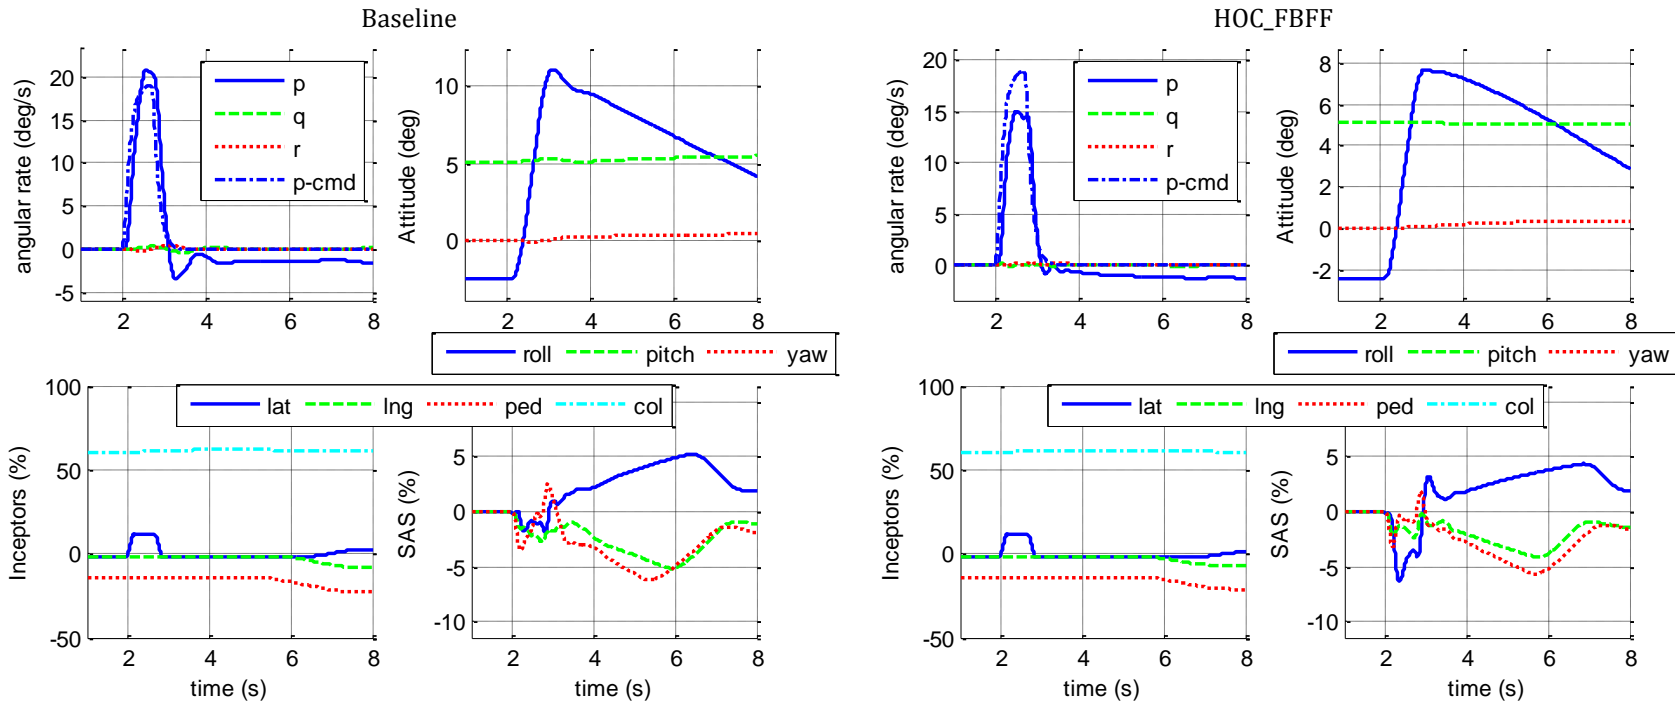 Baseline
HOC_FBFF
angular rate (deg/s)
20
15
10
5
0
-5
2 4 6 8
p
q
r
p-cmd
Attitude (deg)
10
5
0
2 4 6 8
roll pitch yaw
angular rate (deg/s)
20
15
10
5
0
2 4 6 8
p
q
r
p-cmd
Attitude (deg)
8
6
4
2
0
-2
2 4 6 8
roll pitch yaw
Inceptors (%)
100
50
0
-50
2 4 6 8
time (s)
lat lng ped col
SAS (%)
5
0
-5
-10
2 4 6 8
time (s)
Inceptors (%)
100
50
0
-50
2 4 6 8
time (s)
lat lng ped col
SAS (%)
5
0
-5
-10
2 4 6 8
time (s)